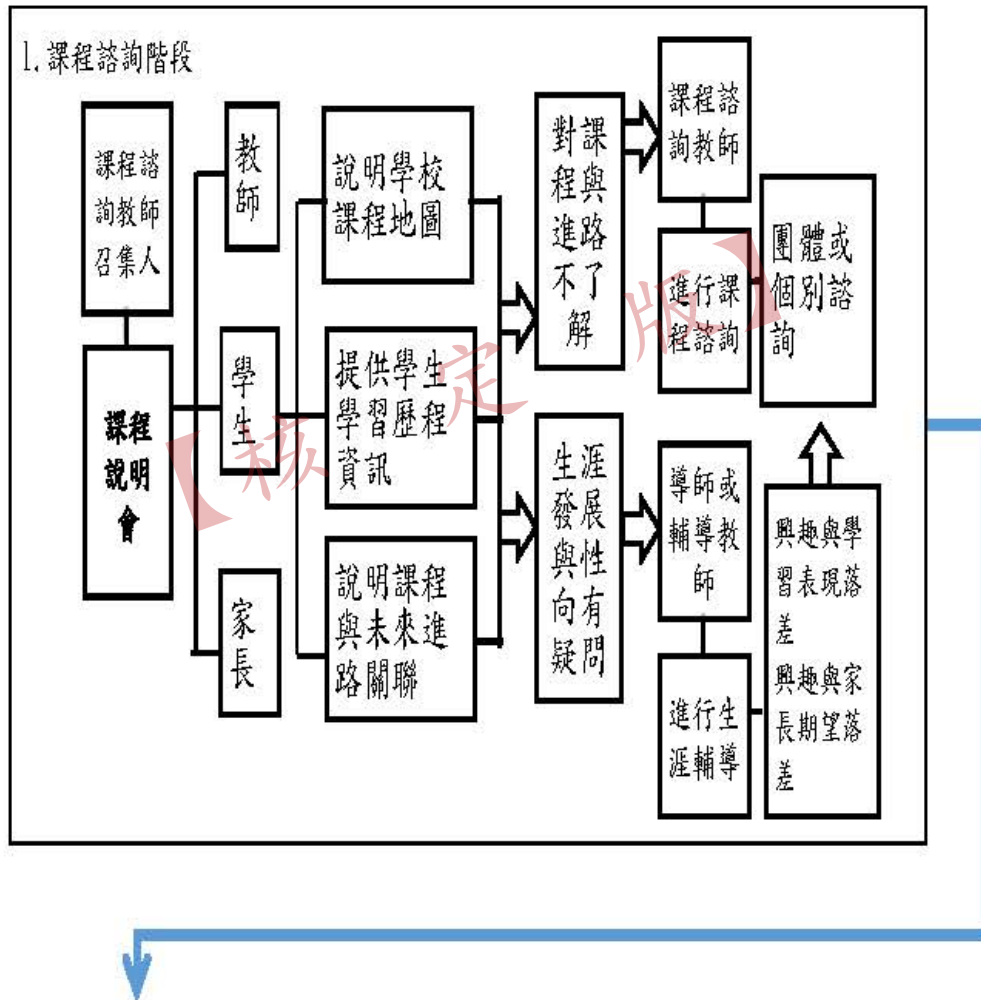 1. 課程諮詢階段
課程諮
詢教師
召集人
課程
說明
會
教
師
學
生
家
長
說明學校
課程地圖
提供學生
學習歷程
資訊
說明課程
與未來進
路關聯
對課
程與
進路
不了
解
生涯
發展
與性
向有
疑問
課程諮
詢教師
進行課
程諮詢
團體或
個別諮
詢
導師或
輔導教
師
進行生
涯輔導
興趣與學
習表現落
差
興趣與家
長期望落
差
【核定版】